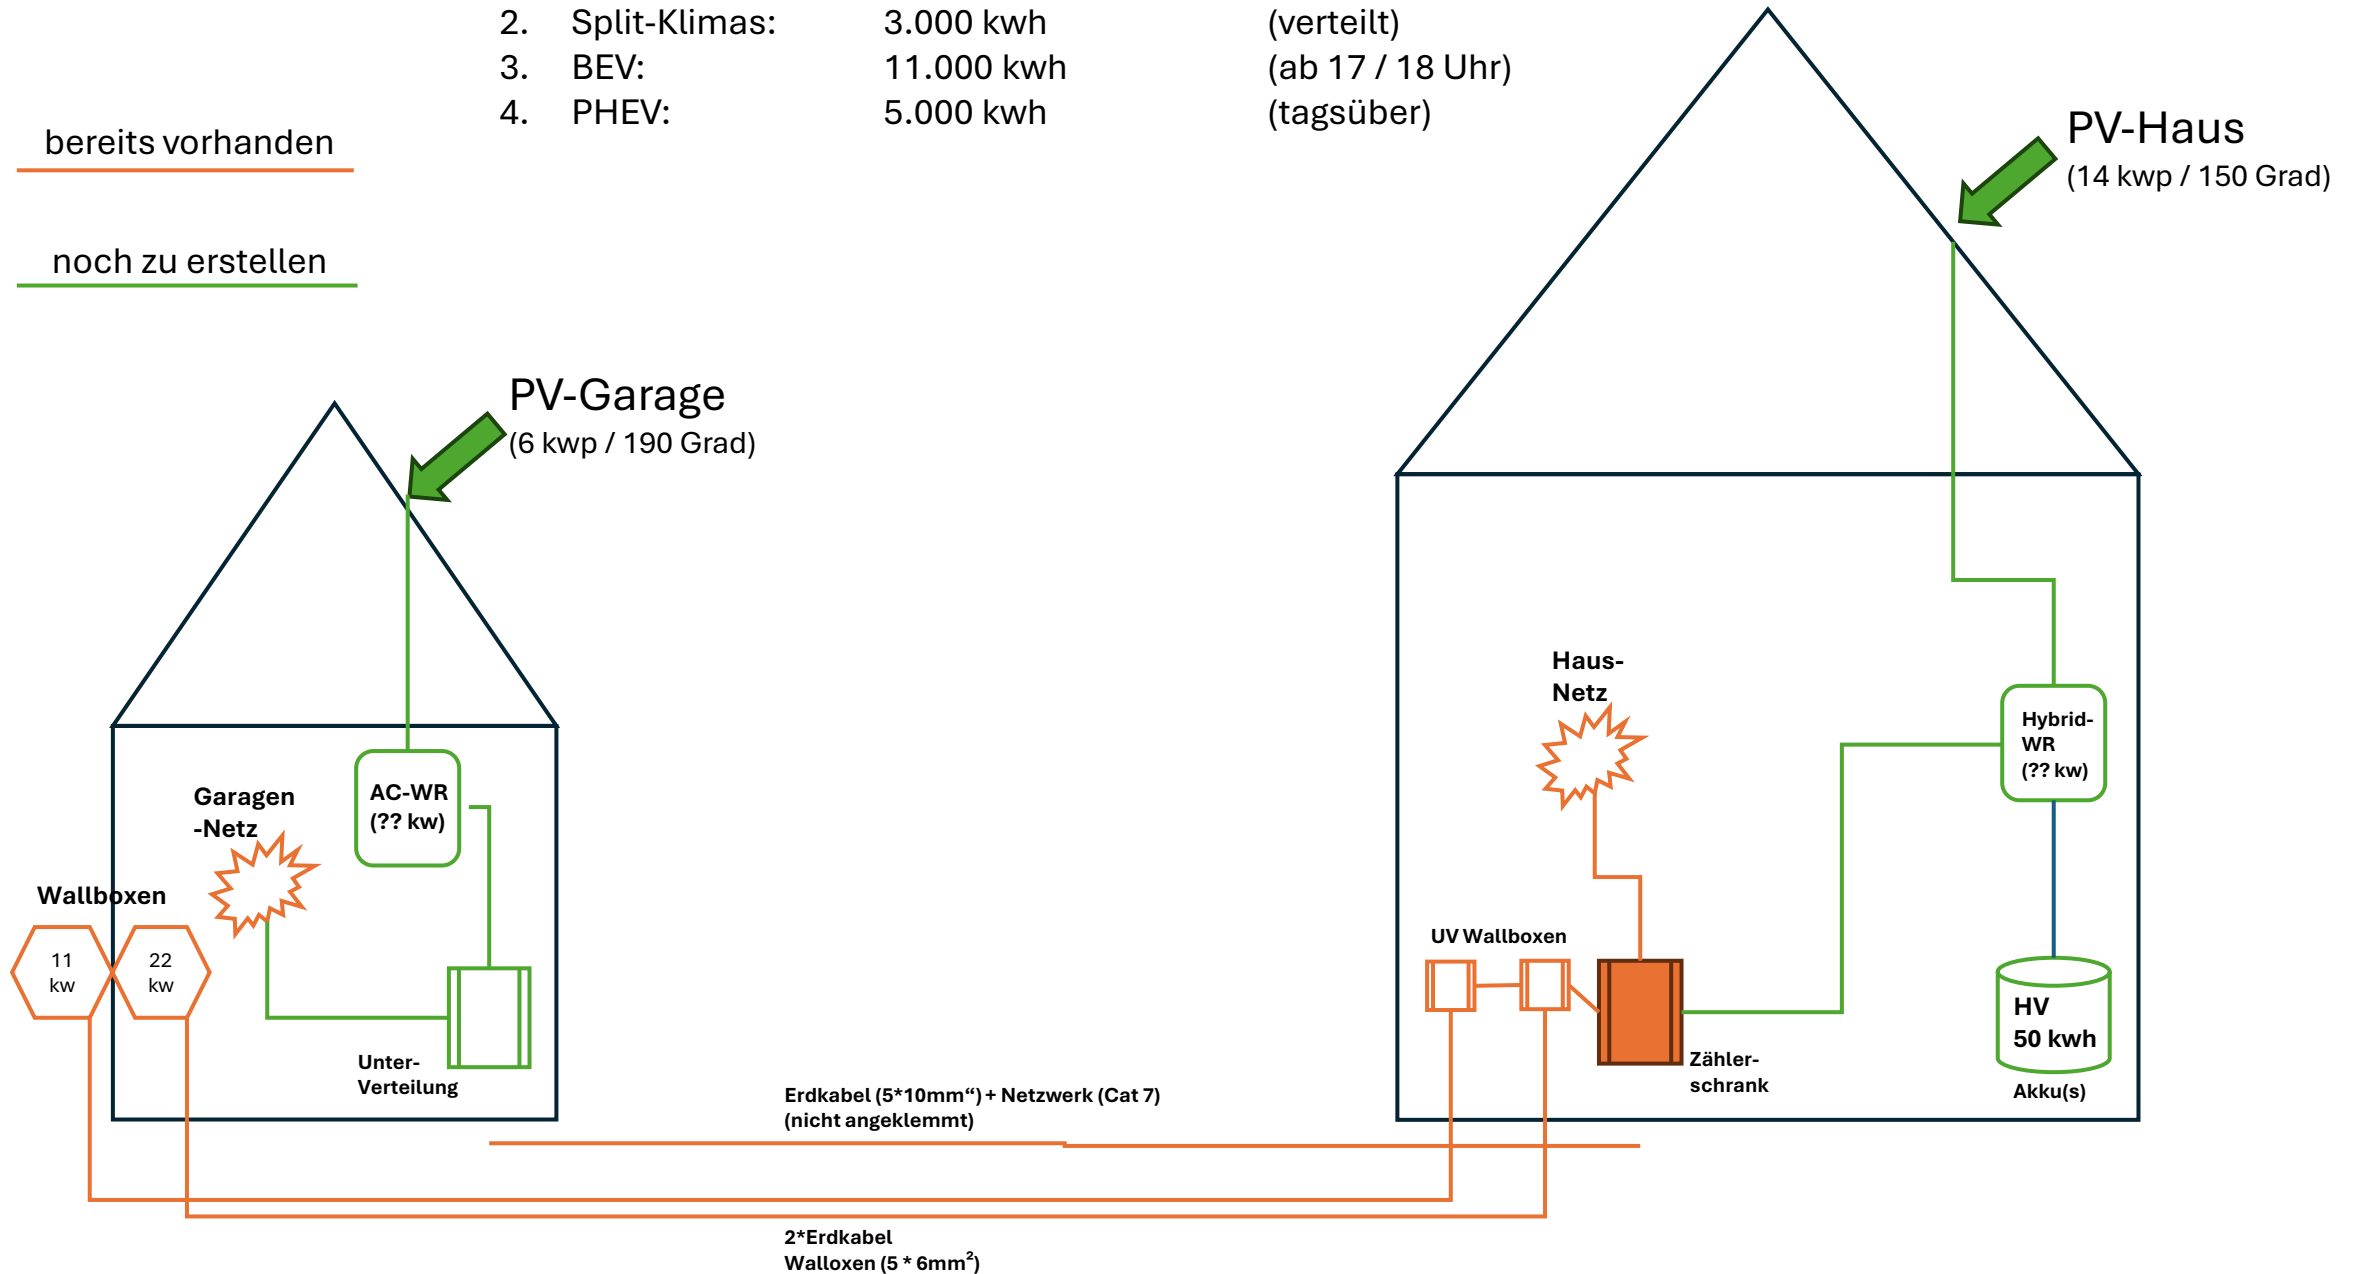 2. Split-Klimas: 3.000 kwh (verteilt)
3. BEV: 11.000 kwh (ab 17 / 18 Uhr)
4. PHEV: 5.000 kwh (tagsüber)
bereits vorhanden
noch zu erstellen
PV-Haus
(14 kwp / 150 Grad)
PV-Garage
(6 kwp / 190 Grad)
Haus-
Netz
Hybrid-
WR
(?? kw)
Garagen
-Netz
AC-WR
(?? kw)
Wallboxen
11
kw
22
kw
UV Wallboxen
HV
50 kwh
Akku(s)
Zähler-
schrank
Unter-
Verteilung
Erdkabel (5*10mm“) + Netzwerk (Cat 7)
(nicht angeklemmt)
2*Erdkabel
Walloxen (5 * 6mm²)